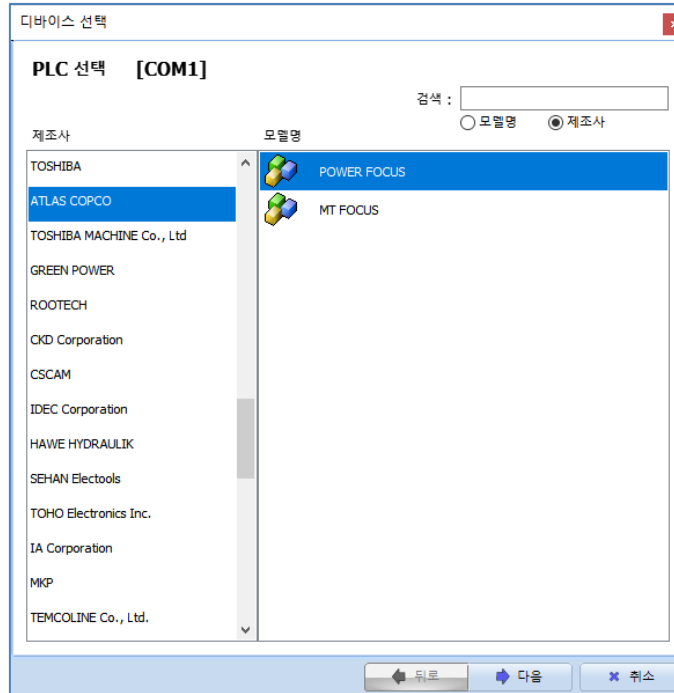 디바이스 선택
PLC 선택 [COM1]
검색 :
모델명 제조사
제조사 모델명
TOSHIBA
ATLAS COPCO
TOSHIBA MACHINE Co., Ltd
GREEN POWER
ROOTECH
CKD Corporation
CSCAM
IDEC Corporation
HAWE HYDRAULIK
SEHAN Electools
TOHO Electronics Inc.
IA Corporation
MKP
TEMCOLINE Co., Ltd.
POWER FOCUS
MT FOCUS
뒤로 다음 취소